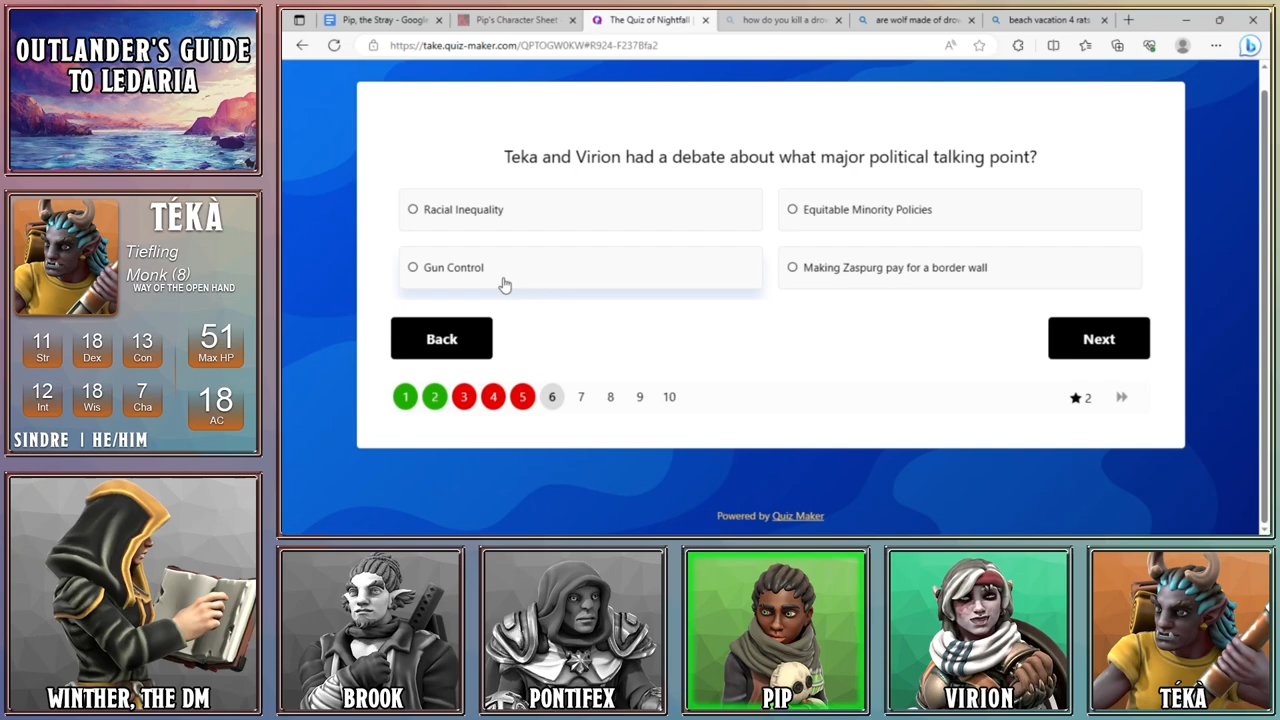 OUTLANDER'S GUIDE
TO LEDARIA
TÉKÀ
Tiefling
Monk (8)
WAY OF THE OPEN HAND
11 18 13 51
Str Dex Con Max HP
12 18 7 18
Int Wis Cha AC
SINDRE | HE/HIM
WINTHER, THE DM
Pip, the Stray - Google
Pip's Character Sheet -
The Quiz of Nightfall |
how do you kill a drow
are wolf made of dro
beach vacation 4 rats
https://take.quiz-maker.com/QPTOGW0KW#R924-F237Bfa2
Teka and Virion had a debate about what major political talking point?
Racial Inequality
Equitable Minority Policies
Gun Control
Making Zaspurg pay for a border wall
Back
Next
1 2 3 4 5 6 7 8 9 10
2
Powered by Quiz Maker
BROOK
PONTIFEX
PIP
VIRION
TÉKÀ